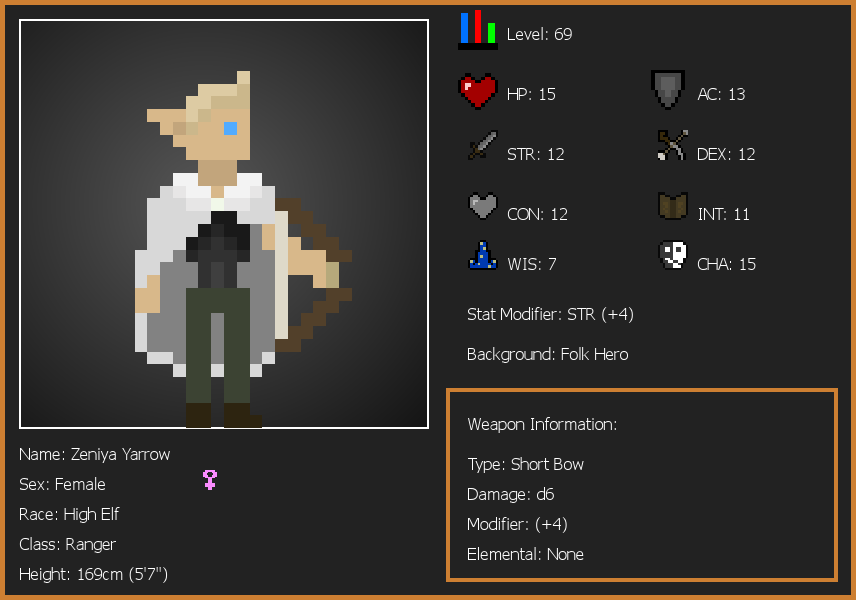 Level: 69
HP: 15
AC: 13
STR: 12
DEX: 12
CON: 12
INT: 11
WIS: 7
CHA: 15
Stat Modifier: STR (+4)
Background: Folk Hero
Weapon Information:
Type: Short Bow
Damage: d6
Modifier: (+4)
Elemental: None
Name: Zeniya Yarrow
Sex: Female
Race: High Elf
Class: Ranger
Height: 169cm (5'7")